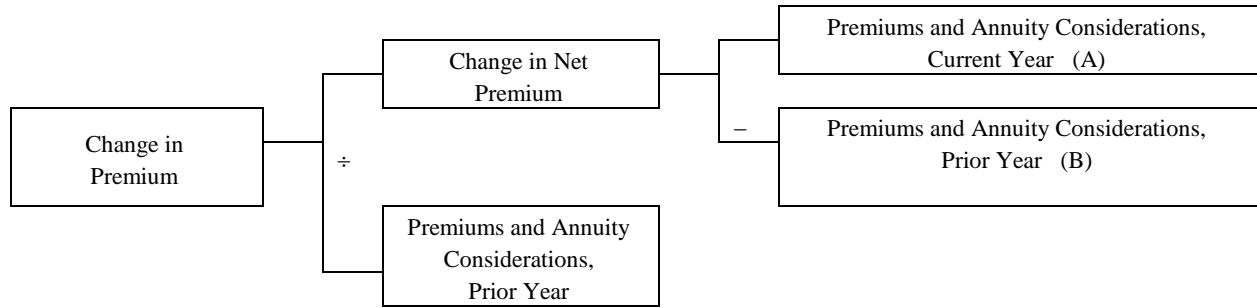 Change in
Premium
÷
Change in Net
Premium
Premiums and Annuity
Considerations,
Prior Year
–
Premiums and Annuity Considerations,
Current Year (A)
Premiums and Annuity Considerations,
Prior Year (B)